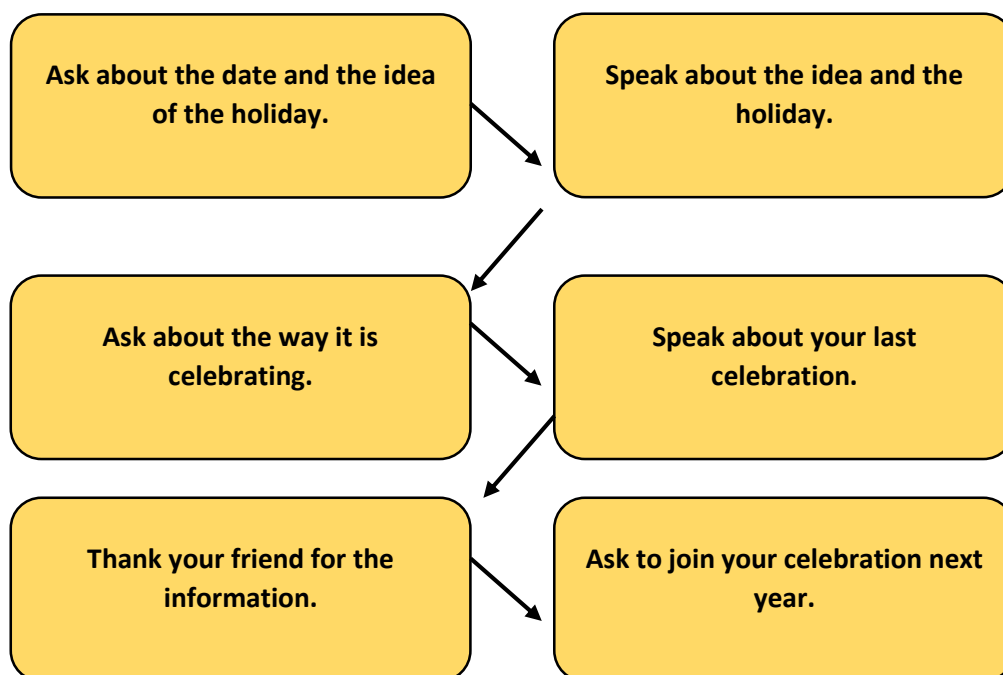 Ask about the date and the idea
of the holiday.
Speak about the idea and the
holiday.
Ask about the way it is
celebrating.
Speak about your last
celebration.
Thank your friend for the
information.
Ask to join your celebration next
year.